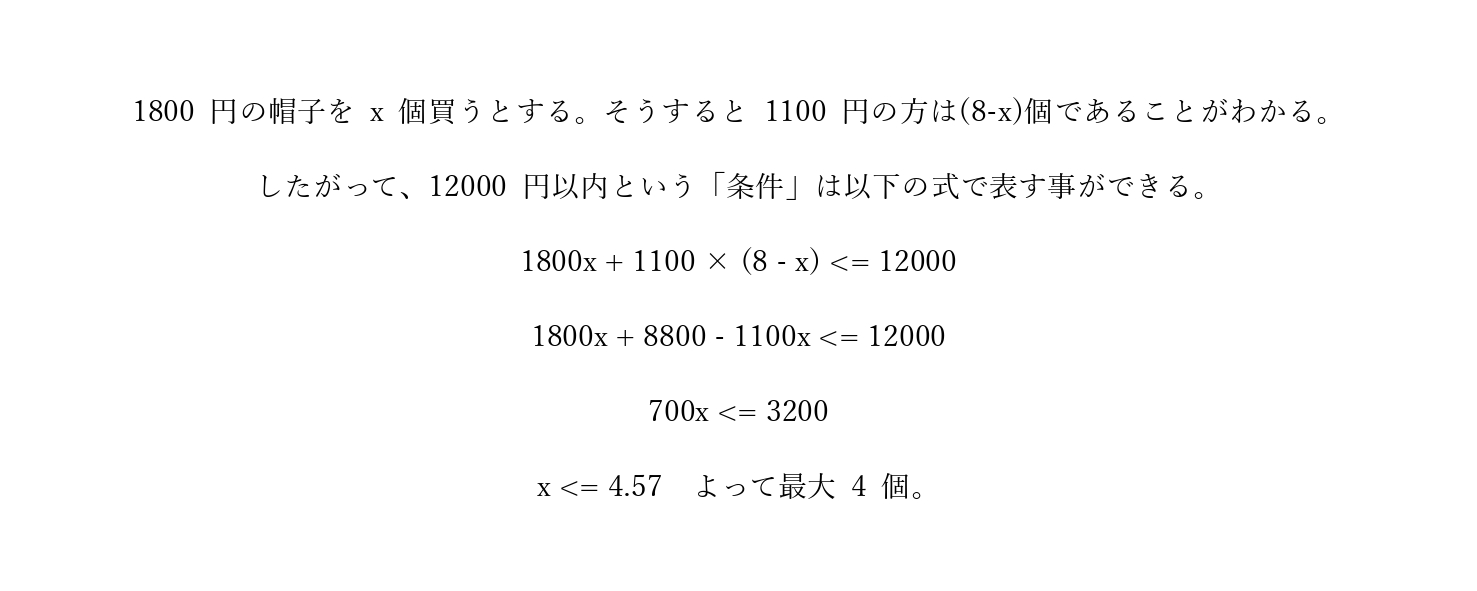 1800 円の帽子を x 個買うとする。そうすると 1100 円の方は(8-x)個であることがわかる。
したがって、12000 円以内という「条件」は以下の式で表す事ができる。
1800x + 1100 × (8 - x) <= 12000
1800x + 8800 - 1100x <= 12000
700x <= 3200
x <= 4.57　よって最大 4 個。